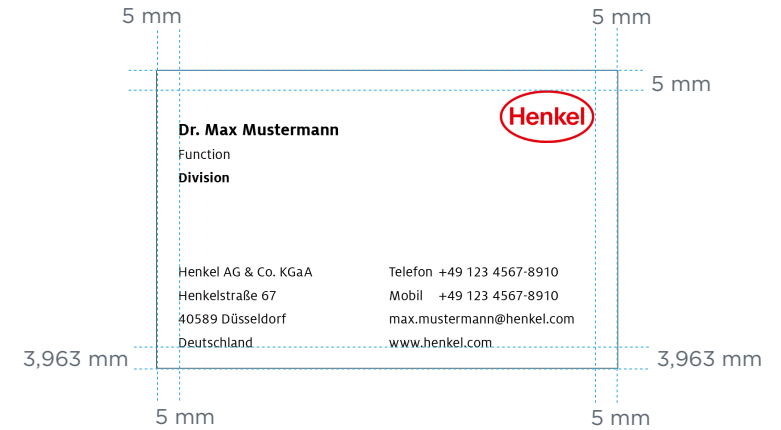 5 mm
5 mm
5 mm
Henkel
Dr. Max Mustermann
Function
Division
Henkel AG & Co. KGaA
Henkelstraße 67
40589 Düsseldorf
Deutschland
Telefon +49 123 4567-8910
Mobil +49 123 4567-8910
max.mustermann@henkel.com
www.henkel.com
3,963 mm
3,963 mm
5 mm
5 mm